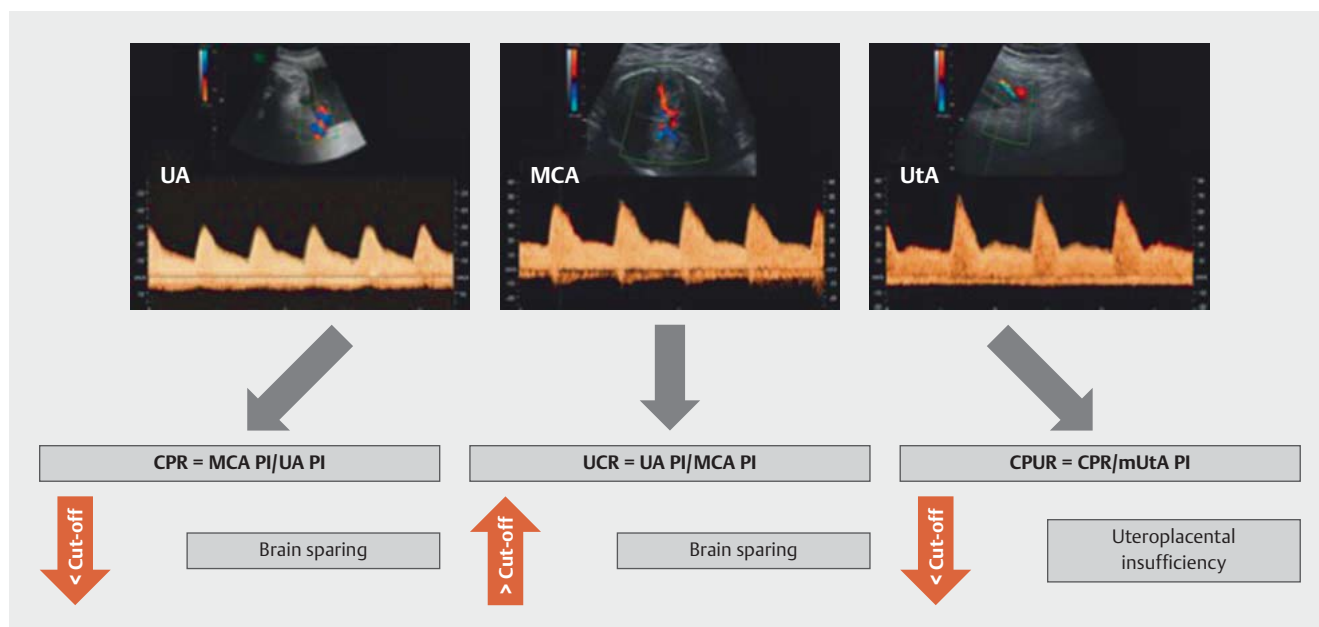 UA
MCA
UtA
CPR = MCA PI/UA PI
UCR = UA PI/MCA PI
CPUR = CPR/mUtA PI
< Cut-off
Brain sparing
> Cut-off
Brain sparing
< Cut-off
Uteroplacental
insufficiency